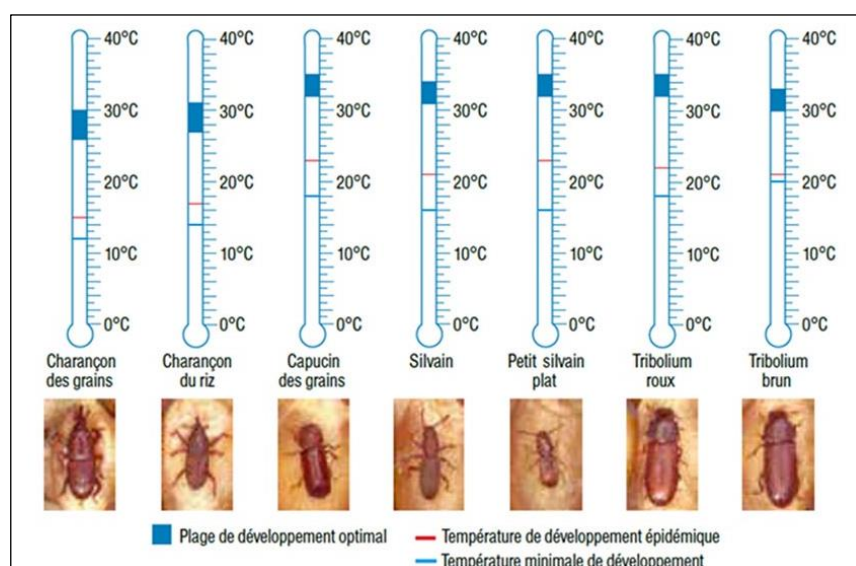 40°C 40°C 40°C 40°C 40°C 40°C 40°C
30°C 30°C 30°C 30°C 30°C 30°C 30°C
20°C 20°C 20°C 20°C 20°C 20°C 20°C
10°C 10°C 10°C 10°C 10°C 10°C 10°C
0°C 0°C 0°C 0°C 0°C 0°C 0°C
Charançon
des grains
Charançon
du riz
Capucin
des grains
Silvain
Petit silvain
plat
Tribolium
roux
Tribolium
brun
Plage de développement optimal
Température de développement épidémique
Température minimale de développement